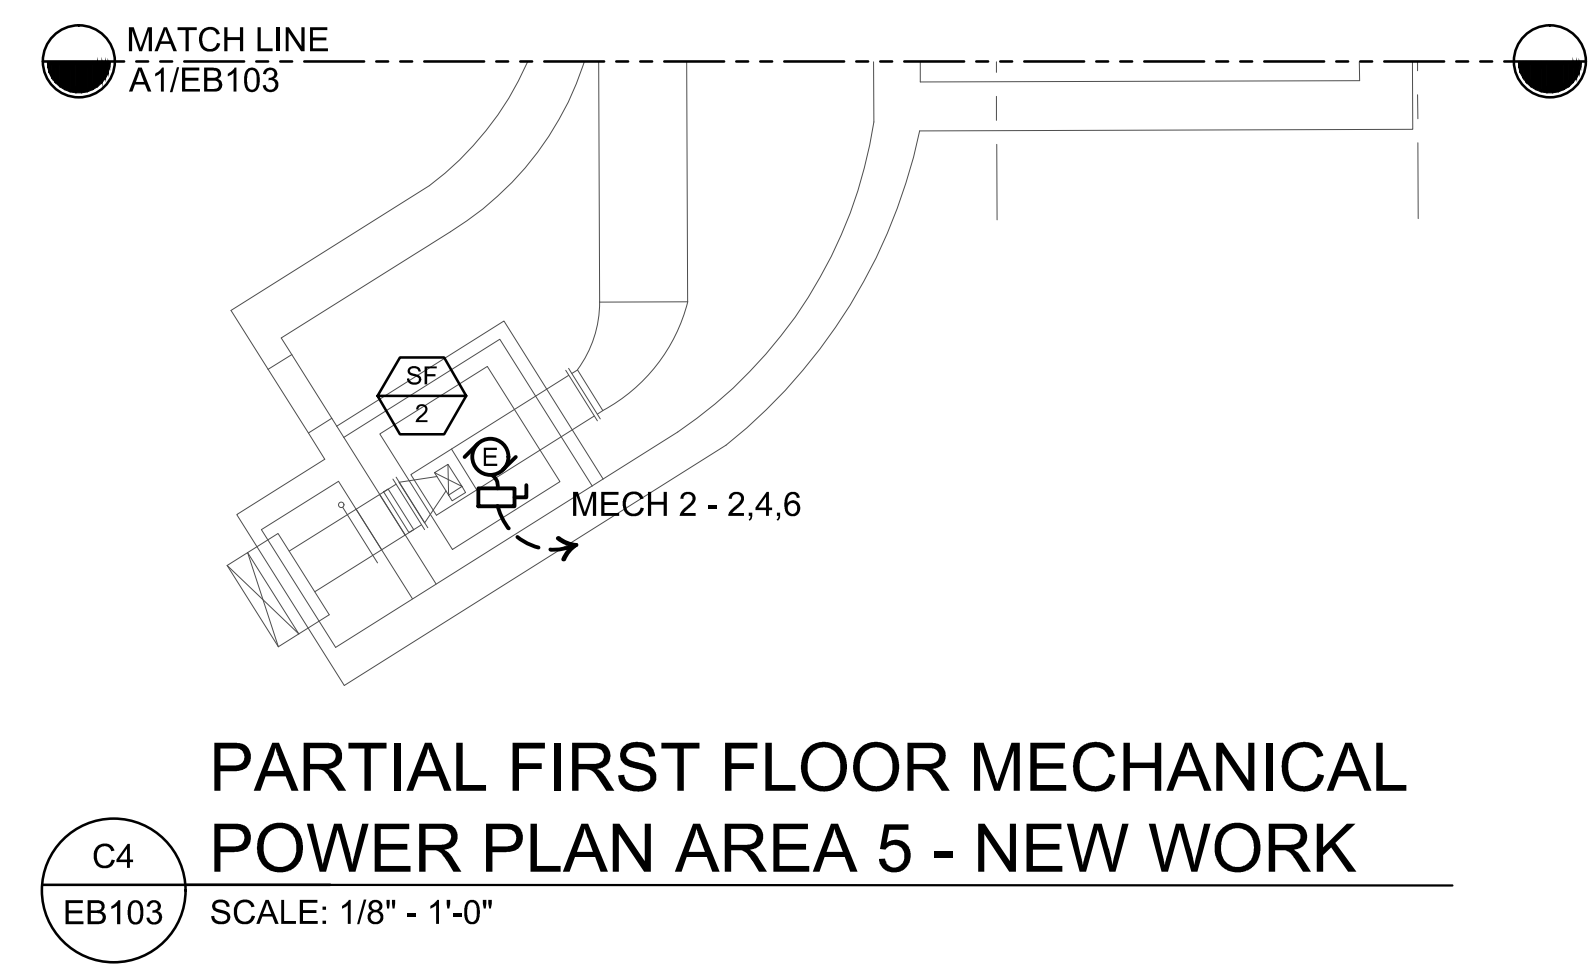 MATCH LINE
A1/EB103
SF
2
E
MECH 2 - 2,4,6
PARTIAL FIRST FLOOR MECHANICAL
POWER PLAN AREA 5 - NEW WORK
C4
EB103
SCALE: 1/8" - 1'-0"